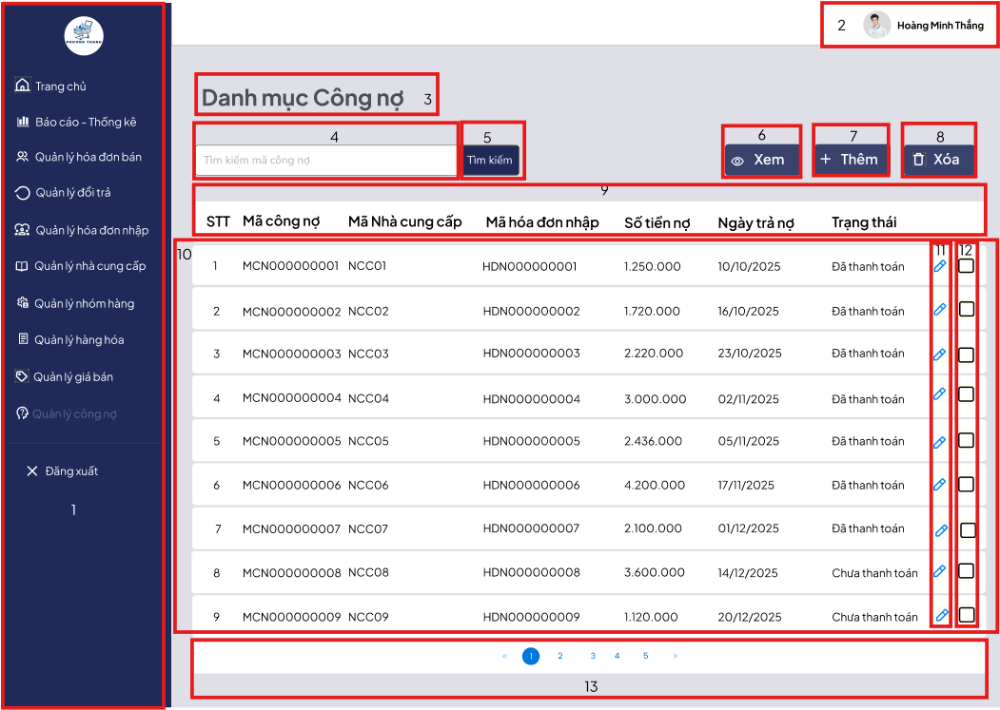 PHƯƠNG THÀNH
Trang chủ
Báo cáo - Thống kê
Quản lý hóa đơn bán
Quản lý đổi trả
Quản lý hóa đơn nhập
Quản lý nhà cung cấp
Quản lý nhóm hàng
Quản lý hàng hóa
Quản lý giá bán
Quản lý công nợ
Đăng xuất
1
2 Hoàng Minh Thắng
Danh mục Công nợ 3
4 5 6 7 8
Tìm kiếm mã công nợ Tìm kiếm Xem + Thêm Xóa
9
STT Mã công nợ Mã Nhà cung cấp Mã hóa đơn nhập Số tiền nợ Ngày trả nợ Trạng thái
10 11 12
1 MCN000000001 NCC01 HDN000000001 1.250.000 10/10/2025 Đã thanh toán
2 MCN000000002 NCC02 HDN000000002 1.720.000 16/10/2025 Đã thanh toán
3 MCN000000003 NCC03 HDN000000003 2.220.000 23/10/2025 Đã thanh toán
4 MCN000000004 NCC04 HDN000000004 3.000.000 02/11/2025 Đã thanh toán
5 MCN000000005 NCC05 HDN000000005 2.436.000 05/11/2025 Đã thanh toán
6 MCN000000006 NCC06 HDN000000006 4.200.000 17/11/2025 Đã thanh toán
7 MCN000000007 NCC07 HDN000000007 2.100.000 01/12/2025 Đã thanh toán
8 MCN000000008 NCC08 HDN000000008 3.600.000 14/12/2025 Chưa thanh toán
9 MCN000000009 NCC09 HDN000000009 1.120.000 20/12/2025 Chưa thanh toán
« 1 2 3 4 5 »
13